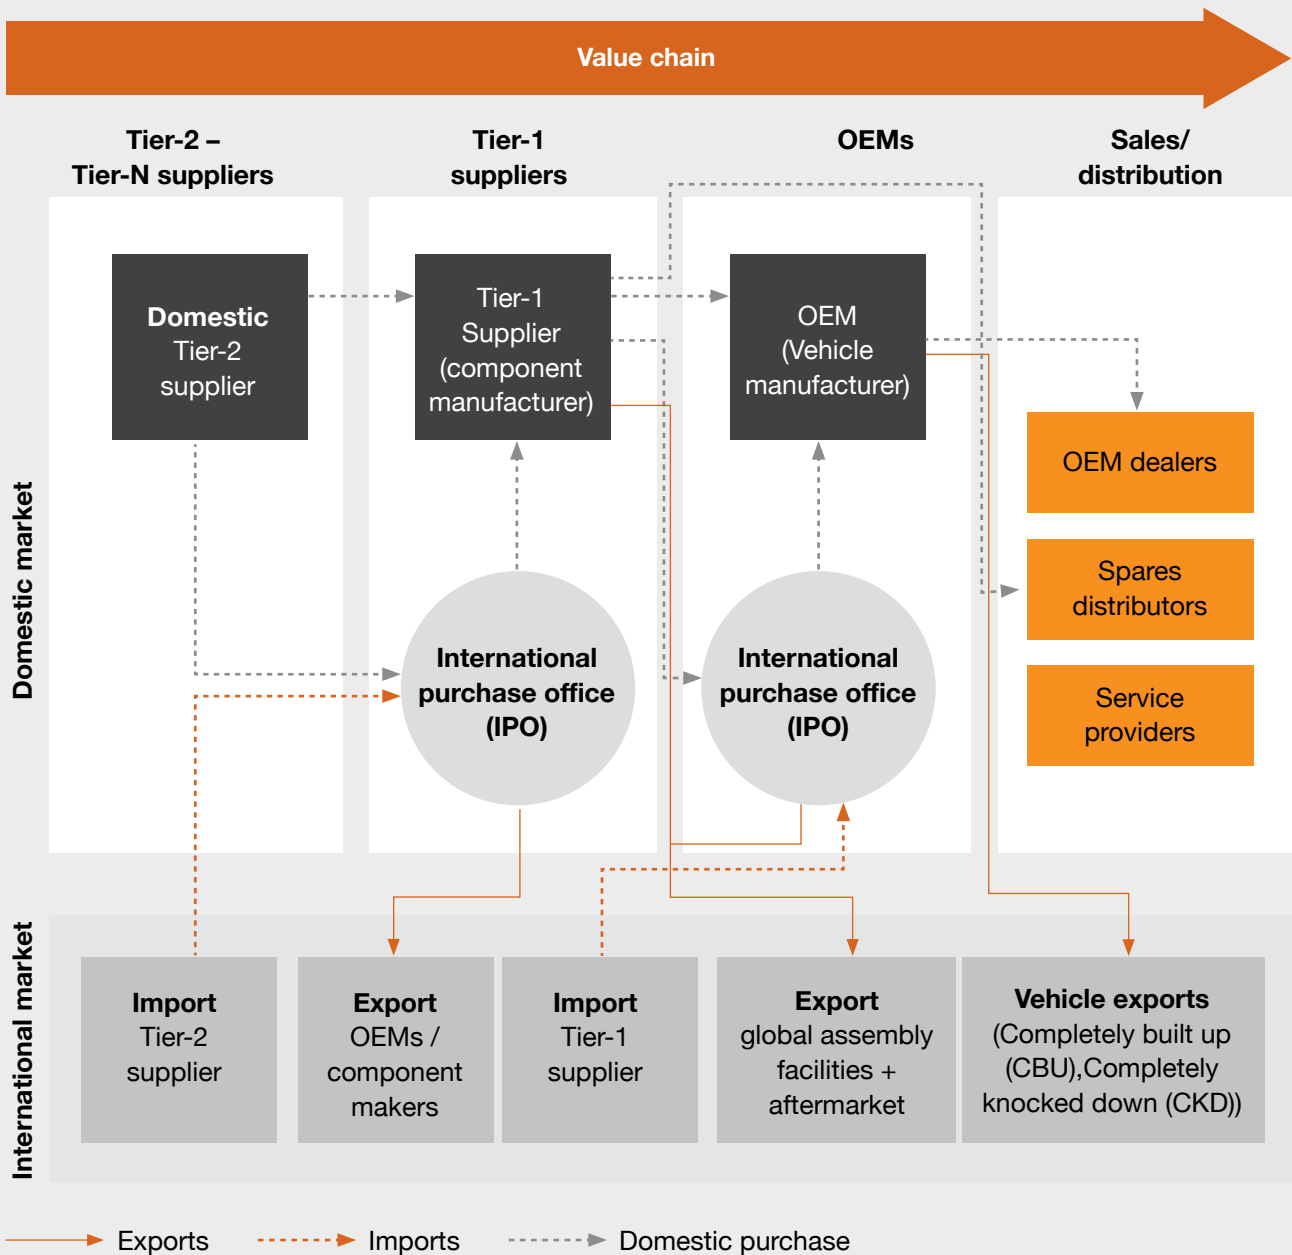 Value chain
Tier-2 –
Tier-N suppliers
Tier-1
suppliers
OEMs
Sales/
distribution
Domestic market
Domestic
Tier-2
supplier
Tier-1
Supplier
(component
manufacturer)
OEM
(Vehicle
manufacturer)
OEM dealers
Spares
distributors
Service
providers
International
purchase office
(IPO)
International
purchase office
(IPO)
International market
Import
Tier-2
supplier
Export
OEMs /
component
makers
Import
Tier-1
supplier
Export
global assembly
facilities +
aftermarket
Vehicle exports
(Completely built up
(CBU),Completely
knocked down (CKD))
Exports
Imports
Domestic purchase